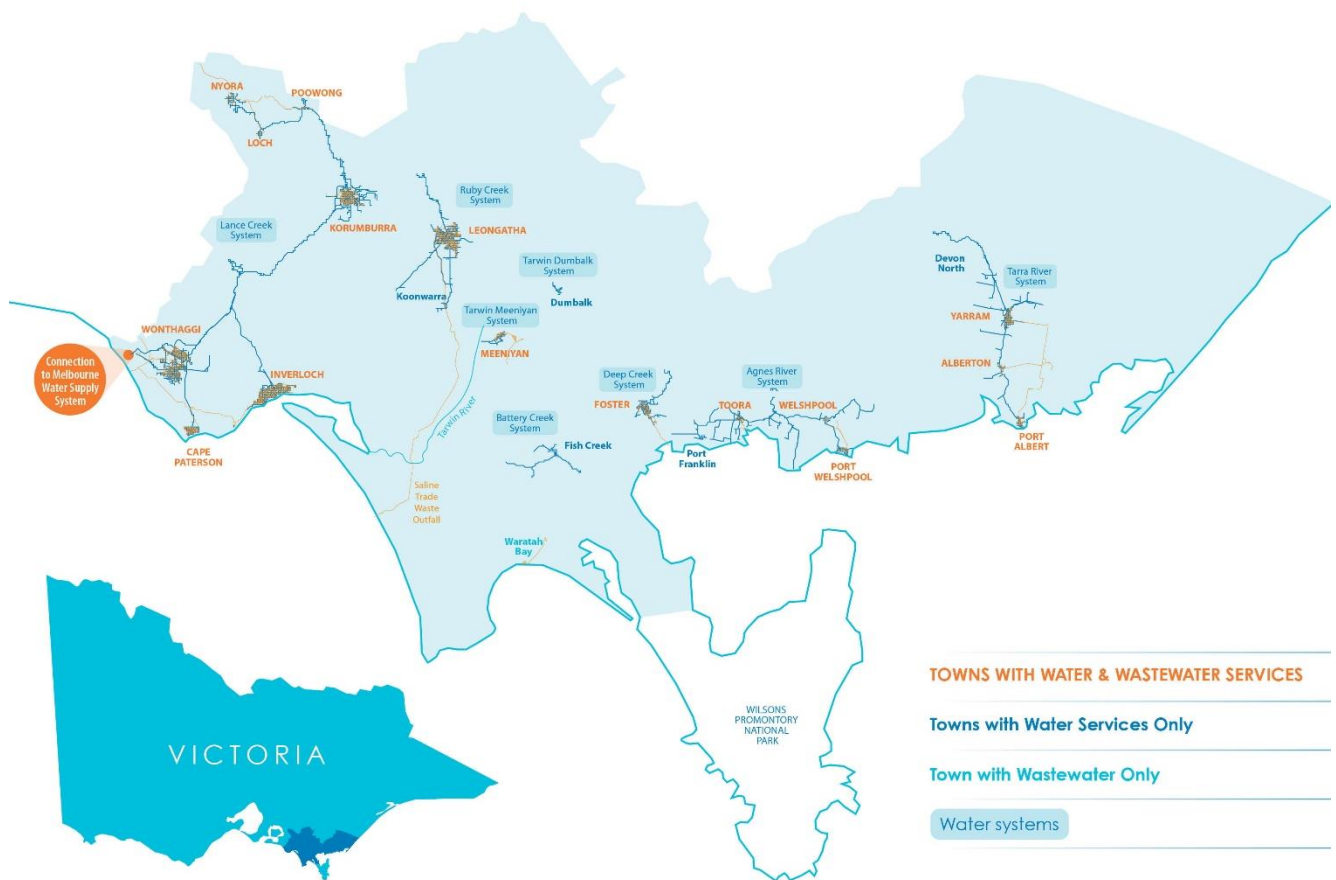 NYORA
POOWONG
LOCH
Ruby Creek
System
Lance Creek
System
KORUMBURRA
LEONGATHA
Tarwin Dumbalk
System
Devon
North
Tarra River
System
Koonwarra
Dumbalk
Tarwin Meeniyan
System
YARRAM
WONTHAGGI
MEENIYAN
Connection
to Melbourne
Water Supply
System
INVERLOCH
ALBERTON
Deep Creek
System
Agnes River
System
FOSTER
TOORA
WELSHPOOL
Tarwin River
Battery Creek
System
Fish Creek
CAPE
PATERSON
Port
Franklin
PORT
WELSHPOOL
PORT
ALBERT
Saline
Trade
Waste
Outfall
Waratah
Bay
WILSONS
PROMONTORY
NATIONAL
PARK
VICTORIA
TOWNS WITH WATER & WASTEWATER SERVICES
Towns with Water Services Only
Town with Wastewater Only
Water systems